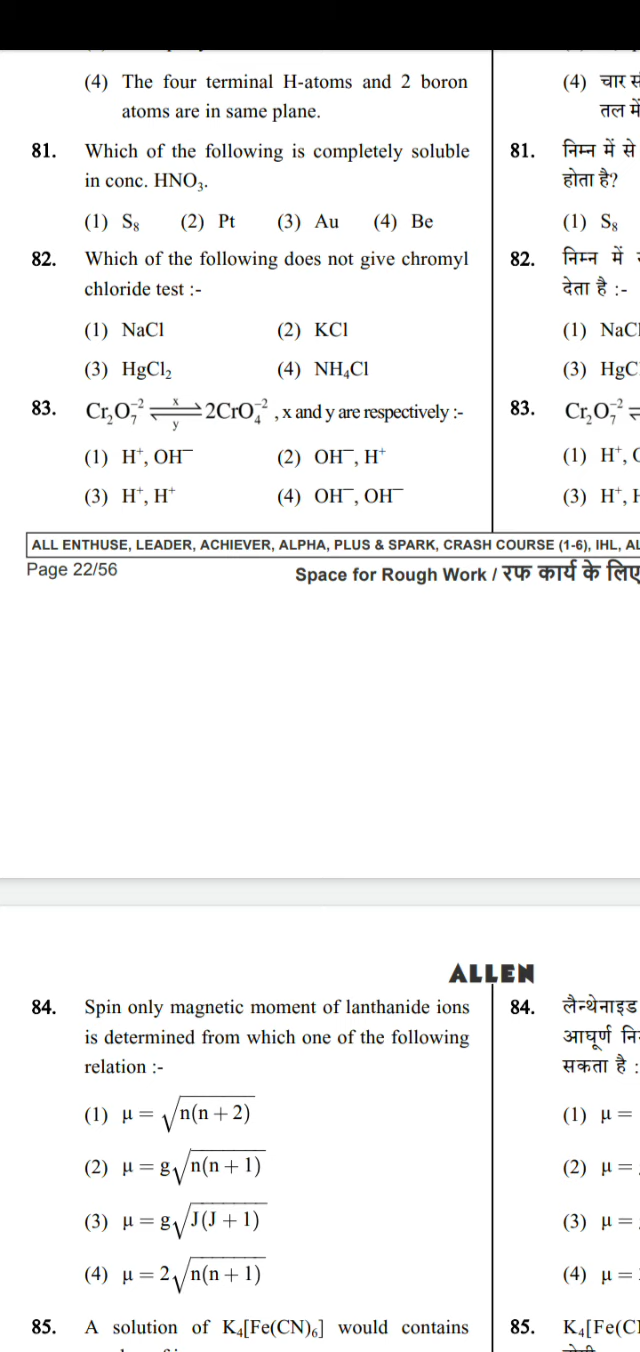 (4) The four terminal H-atoms and 2 boron
atoms are in same plane.
81. Which of the following is completely soluble
in conc. HNO₃.
(1) S₈ (2) Pt (3) Au (4) Be
82. Which of the following does not give chromyl
chloride test :-
(1) NaCl (2) KCl
(3) HgCl₂ (4) NH₄Cl
83. Cr₂O₇⁻² ⇌ 2CrO₄⁻² , x and y are respectively :-
x
y
(1) H⁺, OH⁻ (2) OH⁻, H⁺
(3) H⁺, H⁺ (4) OH⁻, OH⁻
(4) चार
तल में
81. निम्न में से
होता है?
(1) S₈
82. निम्न में
देता है :-
(1) NaCl
(3) HgC
83. Cr₂O₇⁻²
(1) H⁺,
(3) H⁺,
ALL ENTHUSE, LEADER, ACHIEVER, ALPHA, PLUS & SPARK, CRASH COURSE (1-6), IHL,
Page 22/56 Space for Rough Work / रफ कार्य के लिए
ALLEN
84. Spin only magnetic moment of lanthanide ions
is determined from which one of the following
relation :-
(1) μ = √n(n + 2)
(2) μ = g√n(n + 1)
(3) μ = g√J(J + 1)
(4) μ = 2√n(n + 1)
85. A solution of K₄[Fe(CN)₆] would contains
84. लैन्थेनाइड
आघूर्ण
सकता है :
(1) μ =
(2) μ =
(3) μ =
(4) μ =
85. K₄[Fe(C